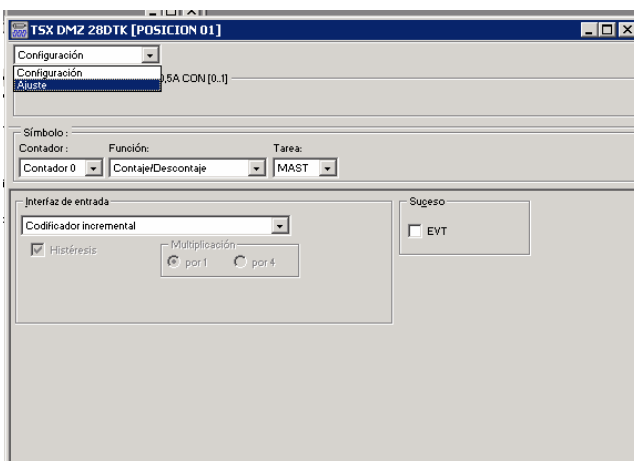 TSX DMZ 28DTK [POSICION 01]
Configuración
Configuración
Ajuste
0,5A CON [0..1]
Símbolo :
Contador : Función: Tarea:
Contador 0 Contaje/Descontaje MAST
Interfaz de entrada Suceso
Codificador incremental
EVT
Histéresis Multiplicación
por 1 por 4